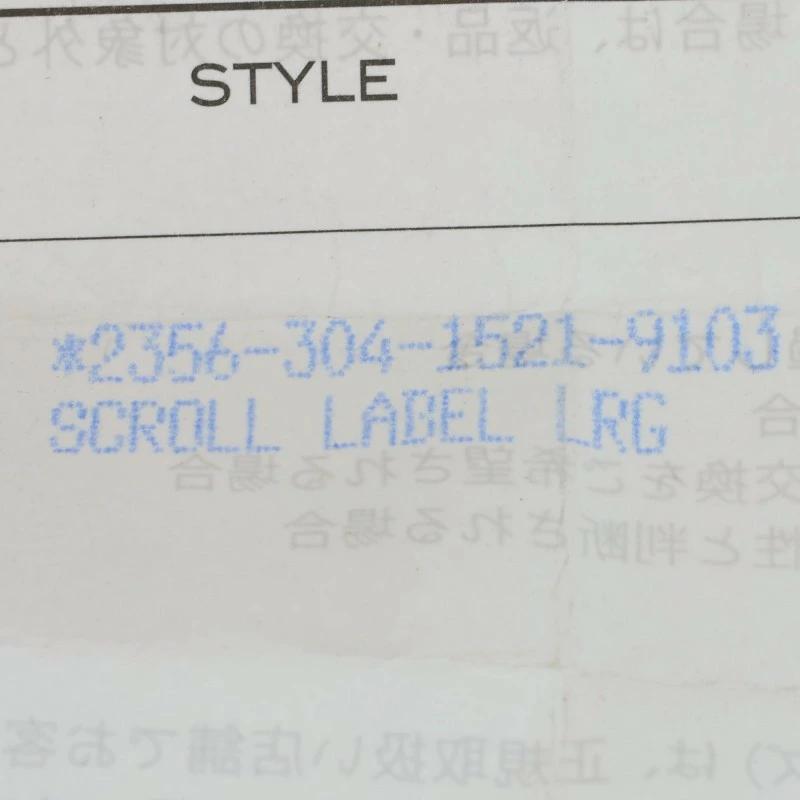 場合は、返品・交換の対象外と
STYLE
*2356-304-1521-9103
SCROLL LABEL LRG
合
交換をご希望される場合
性と判断される場合
ズ）は、正規取扱い店舗でお客